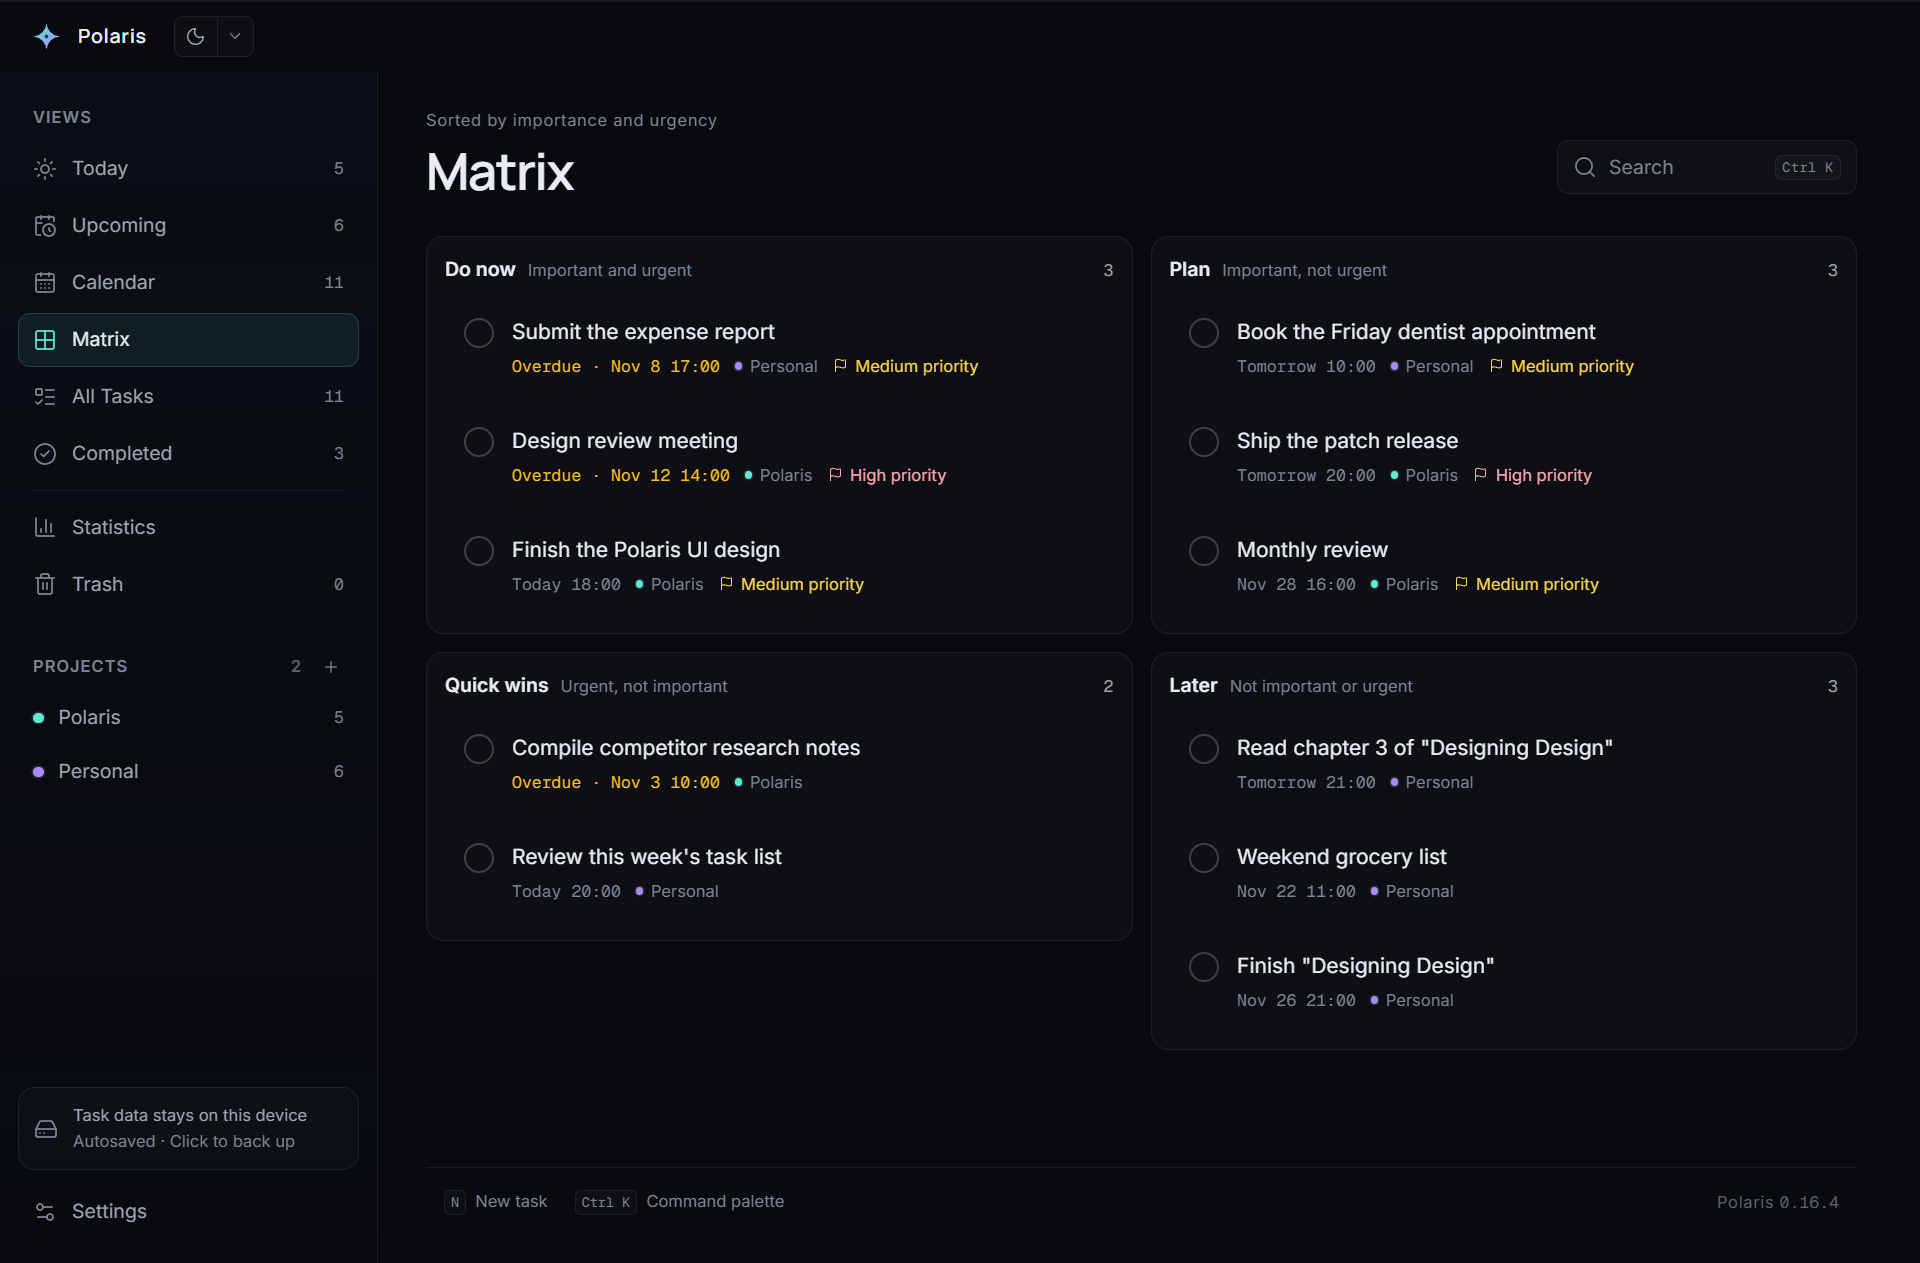 Polaris
VIEWS
Today 5
Upcoming 6
Calendar 11
Matrix
All Tasks 11
Completed 3
Statistics
Trash 0
PROJECTS 2 +
Polaris 5
Personal 6
Task data stays on this device
Autosaved · Click to back up
Settings
Sorted by importance and urgency
Matrix
Search Ctrl K
Do now Important and urgent 3
Submit the expense report
Overdue · Nov 8 17:00 Personal Medium priority
Design review meeting
Overdue · Nov 12 14:00 Polaris High priority
Finish the Polaris UI design
Today 18:00 Polaris Medium priority
Plan Important, not urgent 3
Book the Friday dentist appointment
Tomorrow 10:00 Personal Medium priority
Ship the patch release
Tomorrow 20:00 Polaris High priority
Monthly review
Nov 28 16:00 Polaris Medium priority
Quick wins Urgent, not important 2
Compile competitor research notes
Overdue · Nov 3 10:00 Polaris
Review this week's task list
Today 20:00 Personal
Later Not important or urgent 3
Read chapter 3 of "Designing Design"
Tomorrow 21:00 Personal
Weekend grocery list
Nov 22 11:00 Personal
Finish "Designing Design"
Nov 26 21:00 Personal
N New task Ctrl K Command palette
Polaris 0.16.4